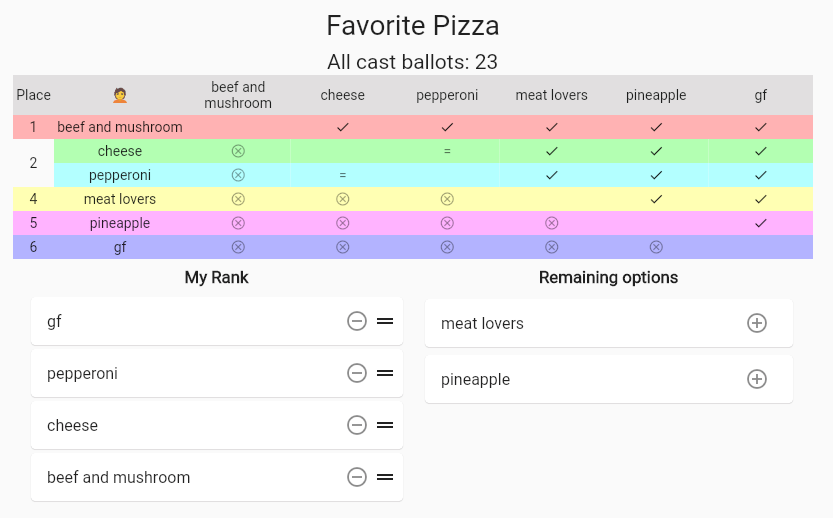 Favorite Pizza
All cast ballots: 23
Place 🤦 beef and mushroom cheese pepperoni meat lovers pineapple gf
1 beef and mushroom ✓ ✓ ✓ ✓ ✓
2 cheese ⊗ = ✓ ✓ ✓
pepperoni ⊗ = ✓ ✓ ✓
4 meat lovers ⊗ ⊗ ⊗ ✓ ✓
5 pineapple ⊗ ⊗ ⊗ ⊗ ✓
6 gf ⊗ ⊗ ⊗ ⊗ ⊗
My Rank
gf
pepperoni
cheese
beef and mushroom
Remaining options
meat lovers
pineapple